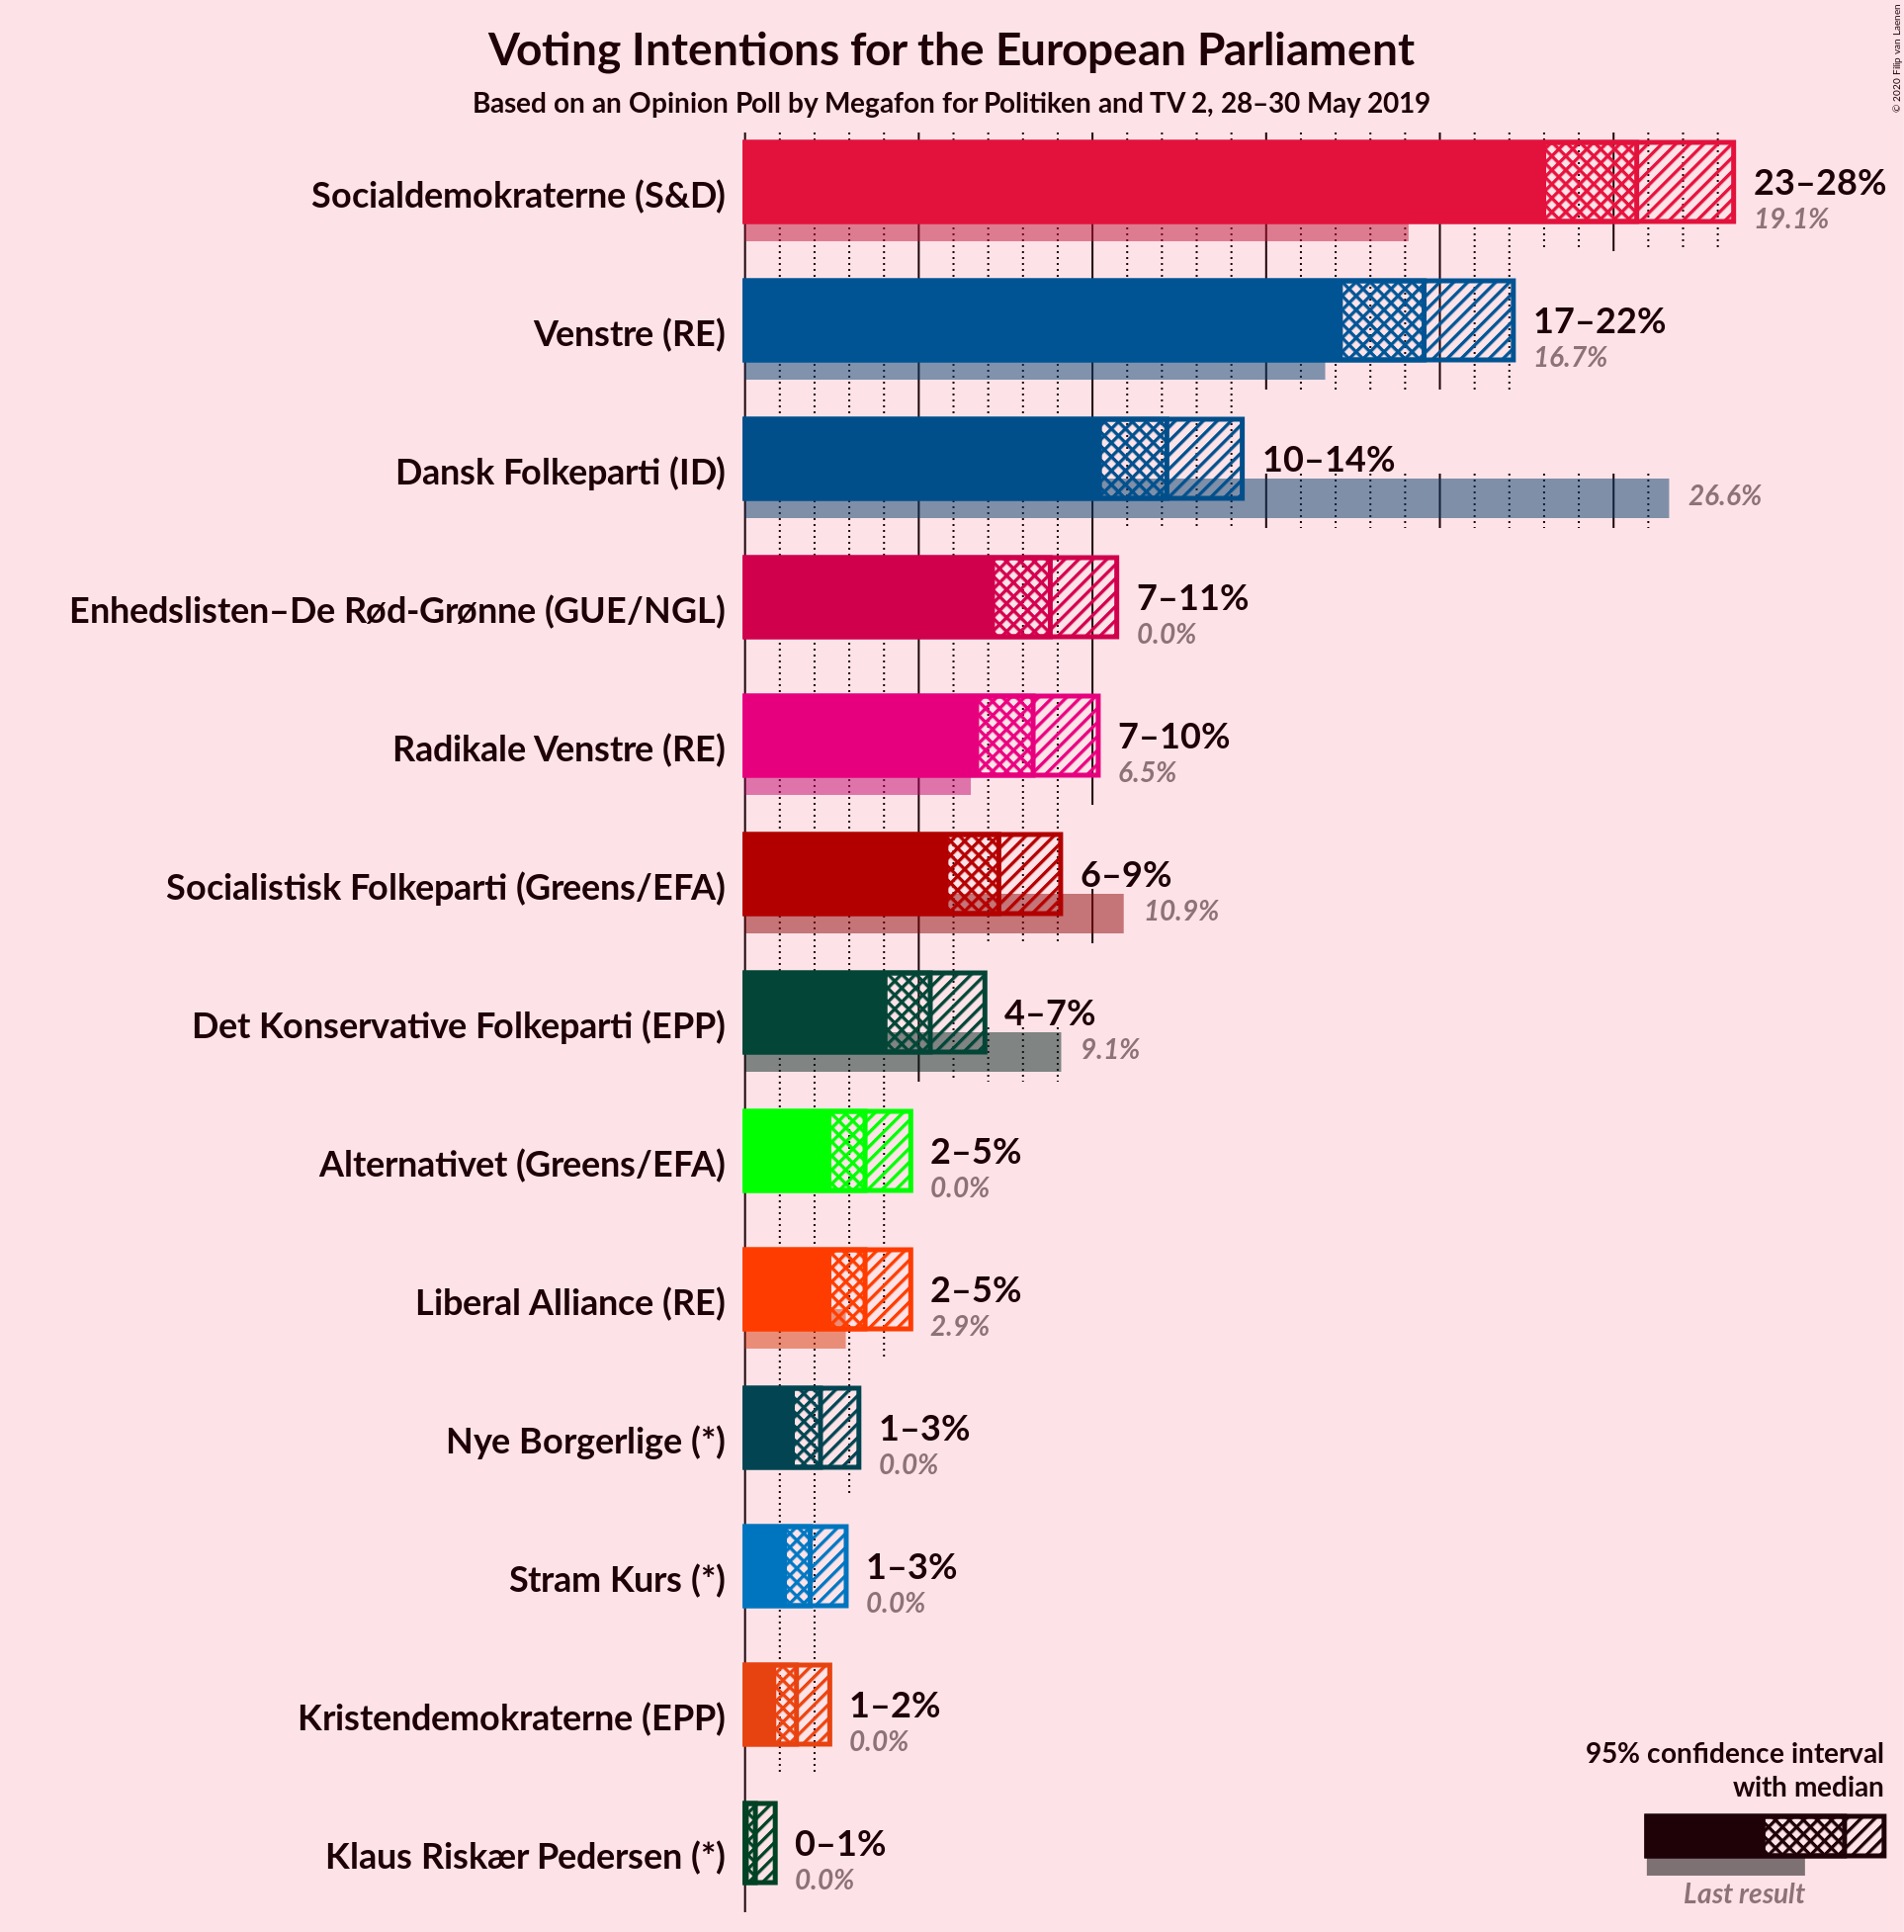 Voting Intentions for the European Parliament
Based on an Opinion Poll by Megafon for Politiken and TV 2, 28–30 May 2019
© 2020 Filip van Laenen
Socialdemokraterne (S&D)
23–28%
19.1%
Venstre (RE)
17–22%
16.7%
Dansk Folkeparti (ID)
10–14%
26.6%
Enhedslisten–De Rød-Grønne (GUE/NGL)
7–11%
0.0%
Radikale Venstre (RE)
7–10%
6.5%
Socialistisk Folkeparti (Greens/EFA)
6–9%
10.9%
Det Konservative Folkeparti (EPP)
4–7%
9.1%
Alternativet (Greens/EFA)
2–5%
0.0%
Liberal Alliance (RE)
2–5%
2.9%
Nye Borgerlige (*)
1–3%
0.0%
Stram Kurs (*)
1–3%
0.0%
Kristendemokraterne (EPP)
1–2%
0.0%
Klaus Riskær Pedersen (*)
0–1%
0.0%
95% confidence interval
with median
Last result